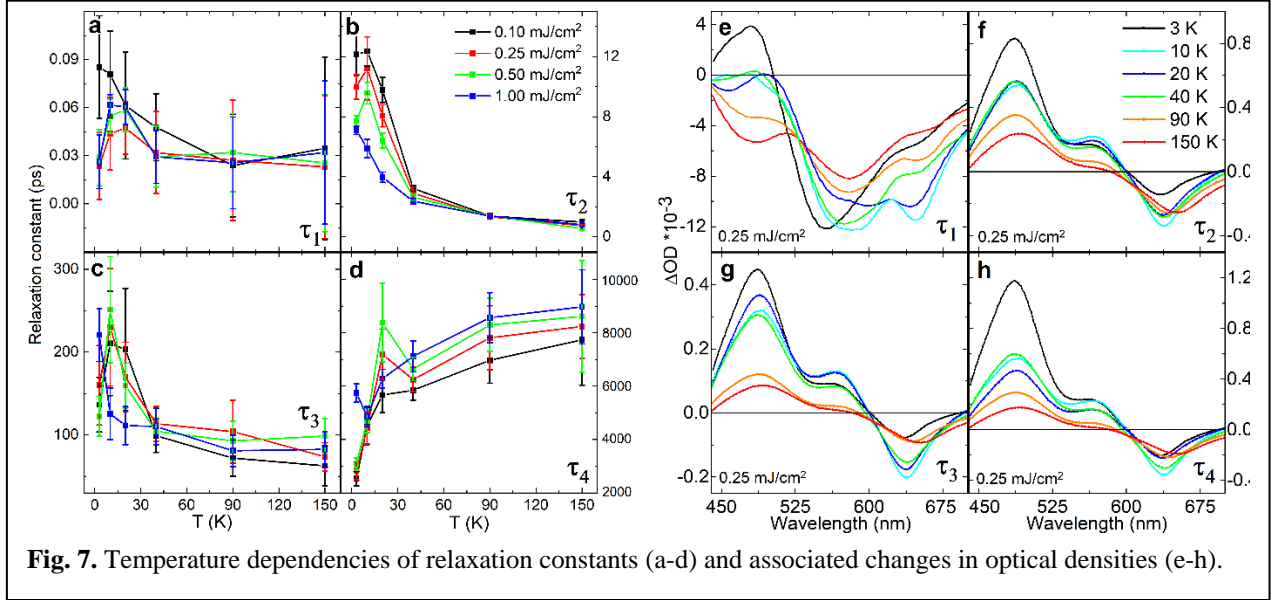 a
b
0.10 mJ/cm²
0.25 mJ/cm²
0.50 mJ/cm²
1.00 mJ/cm²
0.09
0.06
0.03
0.00
12
8
4
0
τ₁
τ₂
Relaxation constant (ps)
c
d
300
200
100
10000
8000
6000
4000
2000
τ₃
τ₄
0 30 60 90 120 150
0 30 60 90 120 150
T (K)
T (K)
e
f
4
0
-4
-8
-12
0.8
0.4
0.0
-0.4
3 K
10 K
20 K
40 K
90 K
150 K
0.25 mJ/cm²
τ₁
0.25 mJ/cm²
τ₂
ΔOD *10⁻³
g
h
0.4
0.2
0.0
-0.2
1.2
0.8
0.4
0.0
0.25 mJ/cm²
τ₃
0.25 mJ/cm²
τ₄
450 525 600 675
450 525 600 675
Wavelength (nm)
Wavelength (nm)
Fig. 7. Temperature dependencies of relaxation constants (a-d) and associated changes in optical densities (e-h).